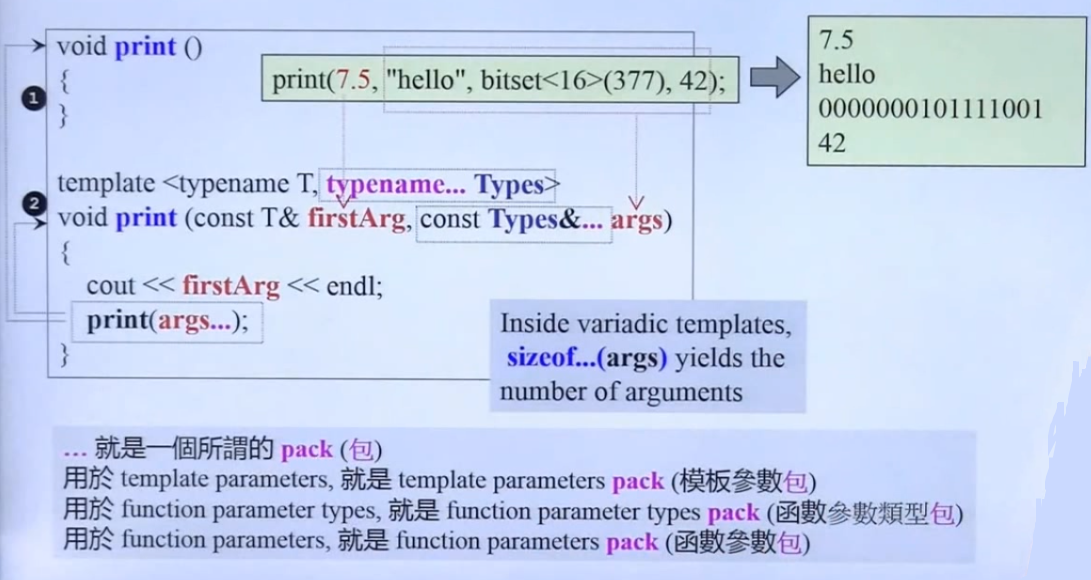 void print ()
{
}
❶
print(7.5, "hello", bitset<16>(377), 42);
7.5
hello
0000000101111001
42
❷
template <typename T, typename... Types>
void print (const T& firstArg, const Types&... args)
{
cout << firstArg << endl;
print(args...);
}
Inside variadic templates,
sizeof...(args) yields the
number of arguments
... 就是一個所謂的 pack (包)
用於 template parameters, 就是 template parameters pack (模板參數包)
用於 function parameter types, 就是 function parameter types pack (函數參數類型包)
用於 function parameters, 就是 function parameters pack (函數參數包)